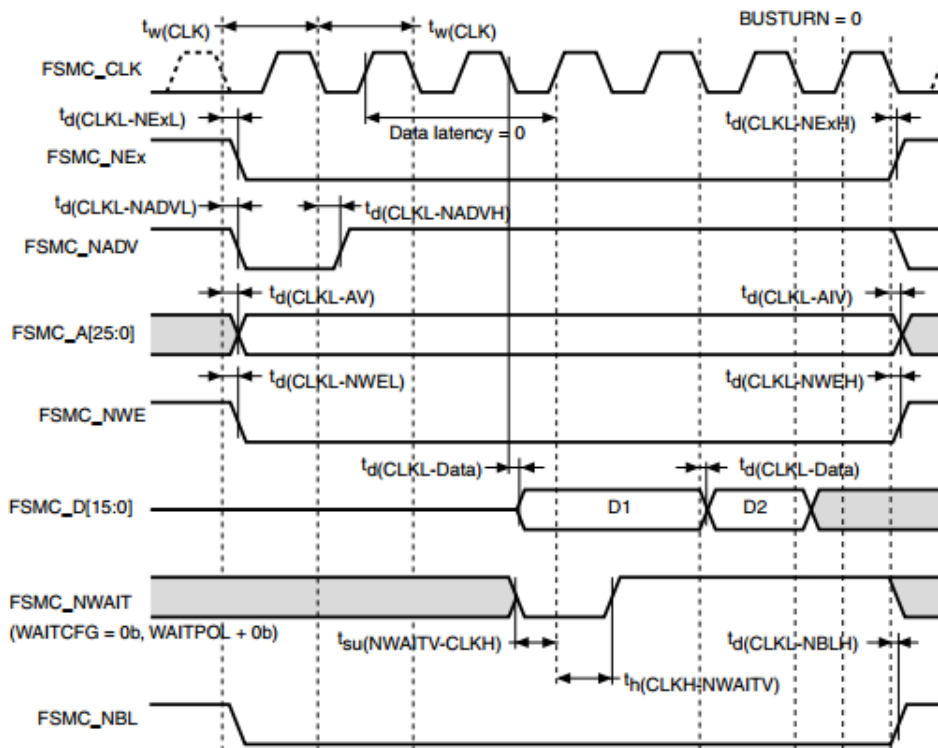 BUSTURN = 0
tw(CLK) tw(CLK)
FSMC_CLK
td(CLKL-NExL) Data latency = 0 td(CLKL-NExH)
FSMC_NEx
td(CLKL-NADVL) td(CLKL-NADVH)
FSMC_NADV
td(CLKL-AV) td(CLKL-AIV)
FSMC_A[25:0]
td(CLKL-NWEL) td(CLKL-NWEH)
FSMC_NWE
td(CLKL-Data) td(CLKL-Data)
FSMC_D[15:0] D1 D2
FSMC_NWAIT
(WAITCFG = 0b, WAITPOL + 0b)
tsu(NWAITV-CLKH) td(CLKL-NBLH)
th(CLKH-NWAITV)
FSMC_NBL